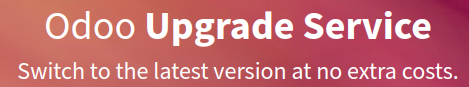 Odoo Upgrade Service
Switch to the latest version at no extra costs.